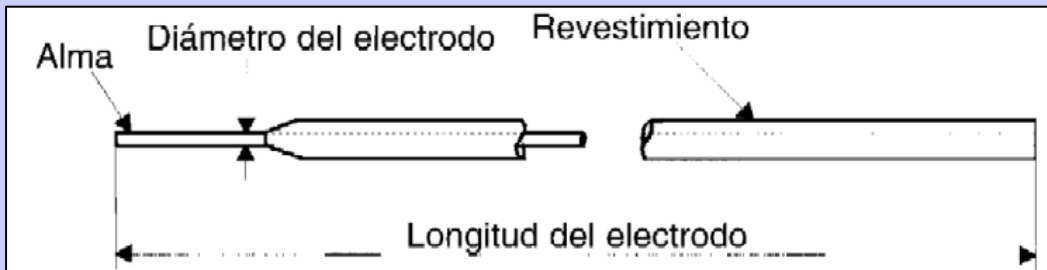 Alma
Diámetro del electrodo
Revestimiento
Longitud del electrodo